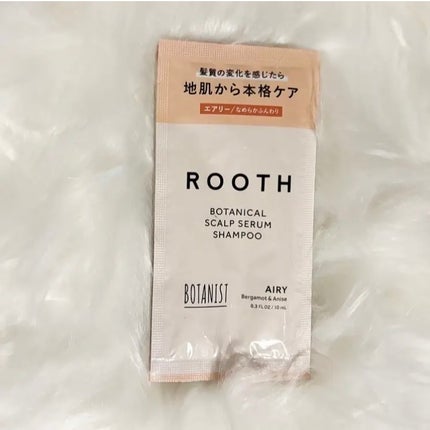 髪質の変化を感じたら
地肌から本格ケア
エアリー/なめらかふんわり
ROOTH
BOTANICAL
SCALP SERUM
SHAMPOO
BOTANIST
AIRY
Bergamot & Anise
0.3 FL.OZ / 10 mL